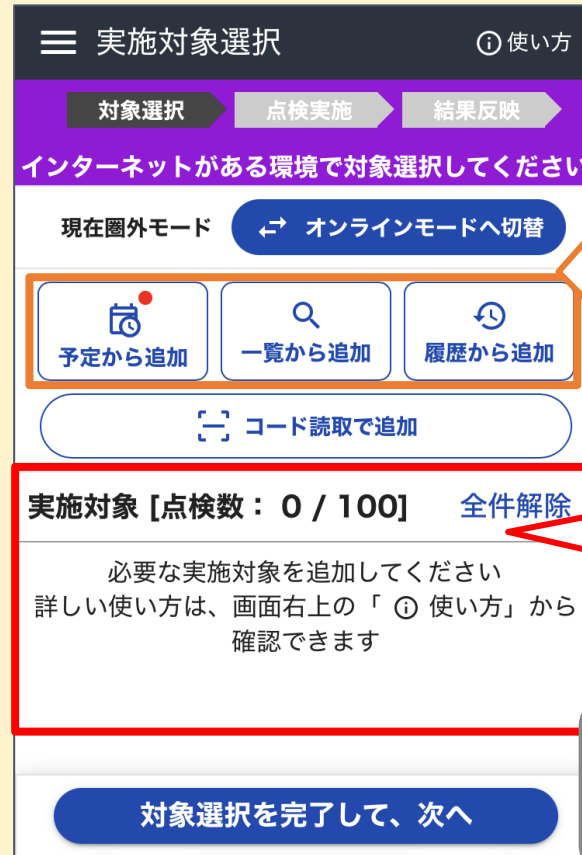 実施対象選択
使い方
対象選択
点検実施
結果反映
インターネットがある環境で対象選択してください
現在圏外モード
オンラインモードへ切替
予定から追加
一覧から追加
履歴から追加
コード読取で追加
実施対象 [点検数： 0 / 100]
全件解除
必要な実施対象を追加してください
詳しい使い方は、画面右上の「 ⓘ 使い方」から
確認できます
対象選択を完了して、次へ